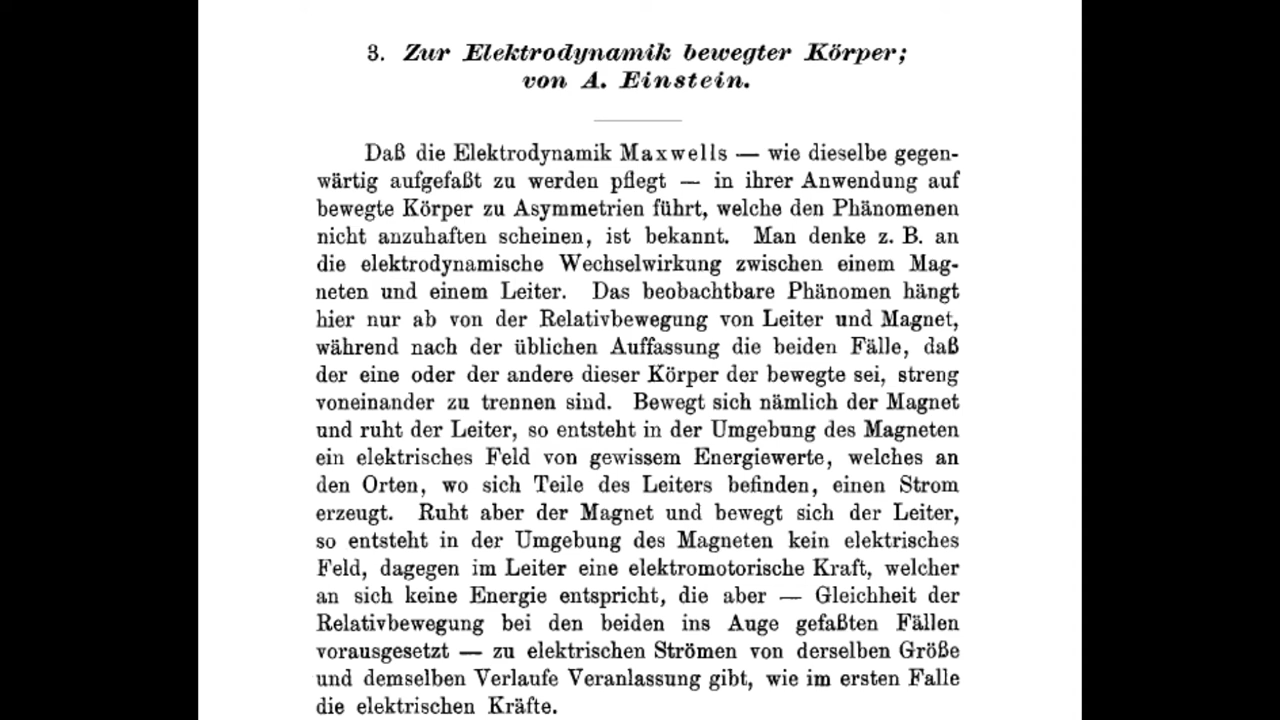 3. Zur Elektrodynamik bewegter Körper;
von A. Einstein.
Daß die Elektrodynamik Maxwells — wie dieselbe gegen-
wärtig aufgefaßt zu werden pflegt — in ihrer Anwendung auf
bewegte Körper zu Asymmetrien führt, welche den Phänomenen
nicht anzuhaften scheinen, ist bekannt. Man denke z. B. an
die elektrodynamische Wechselwirkung zwischen einem Mag-
neten und einem Leiter. Das beobachtbare Phänomen hängt
hier nur ab von der Relativbewegung von Leiter und Magnet,
während nach der üblichen Auffassung die beiden Fälle, daß
der eine oder der andere dieser Körper der bewegte sei, streng
voneinander zu trennen sind. Bewegt sich nämlich der Magnet
und ruht der Leiter, so entsteht in der Umgebung des Magneten
ein elektrisches Feld von gewissem Energiewerte, welches an
den Orten, wo sich Teile des Leiters befinden, einen Strom
erzeugt. Ruht aber der Magnet und bewegt sich der Leiter,
so entsteht in der Umgebung des Magneten kein elektrisches
Feld, dagegen im Leiter eine elektromotorische Kraft, welcher
an sich keine Energie entspricht, die aber — Gleichheit der
Relativbewegung bei den beiden ins Auge gefaßten Fällen
vorausgesetzt — zu elektrischen Strömen von derselben Größe
und demselben Verlaufe Veranlassung gibt, wie im ersten Falle
die elektrischen Kräfte.